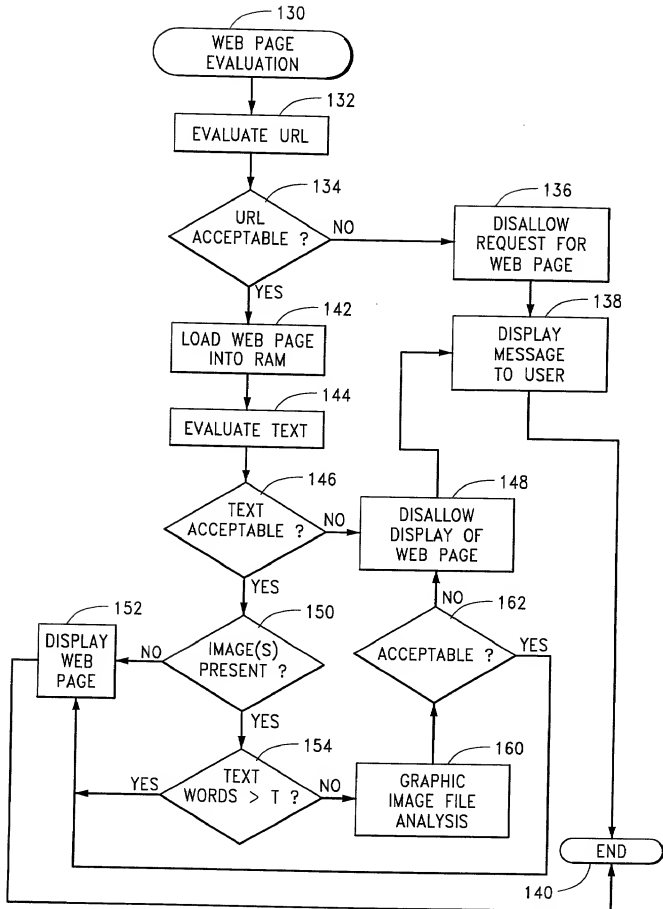 130
WEB PAGE
EVALUATION
132
EVALUATE URL
134
URL
ACCEPTABLE ?
NO
YES
136
DISALLOW
REQUEST FOR
WEB PAGE
138
DISPLAY
MESSAGE
TO USER
142
LOAD WEB PAGE
INTO RAM
144
EVALUATE TEXT
146
TEXT
ACCEPTABLE ?
NO
YES
148
DISALLOW
DISPLAY OF
WEB PAGE
150
IMAGE(S)
PRESENT ?
NO
YES
152
DISPLAY
WEB
PAGE
154
TEXT
WORDS > T ?
YES
NO
160
GRAPHIC
IMAGE FILE
ANALYSIS
162
ACCEPTABLE ?
NO
YES
END
140